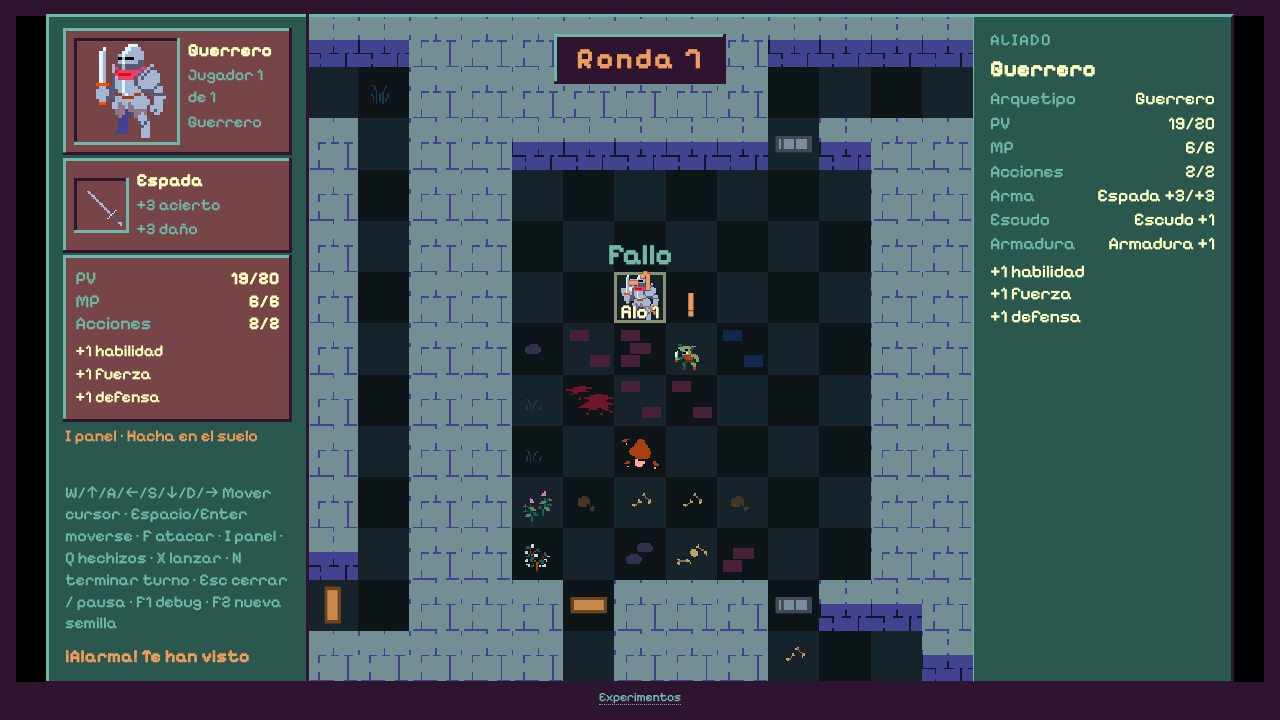 Guerrero
Jugador 1
de 1
Guerrero
Espada
+3 acierto
+3 daño
PV 19/20
MP 6/6
Acciones 2/2
+1 habilidad
+1 fuerza
+1 defensa
I panel · Hacha en el suelo
W/↑/A/←/S/↓/D/→ Mover
cursor · Espacio/Enter
moverse · F atacar · I panel ·
Q hechizos · X lanzar · N
terminar turno · Esc cerrar
/ pausa · F1 debug · F2 nueva
semilla
¡Alarma! Te han visto
Ronda 7
Fallo
!
ALIADO
Guerrero
Arquetipo Guerrero
PV 19/20
MP 6/6
Acciones 2/2
Arma Espada +3/+3
Escudo Escudo +1
Armadura Armadura +1
+1 habilidad
+1 fuerza
+1 defensa
Experimentos